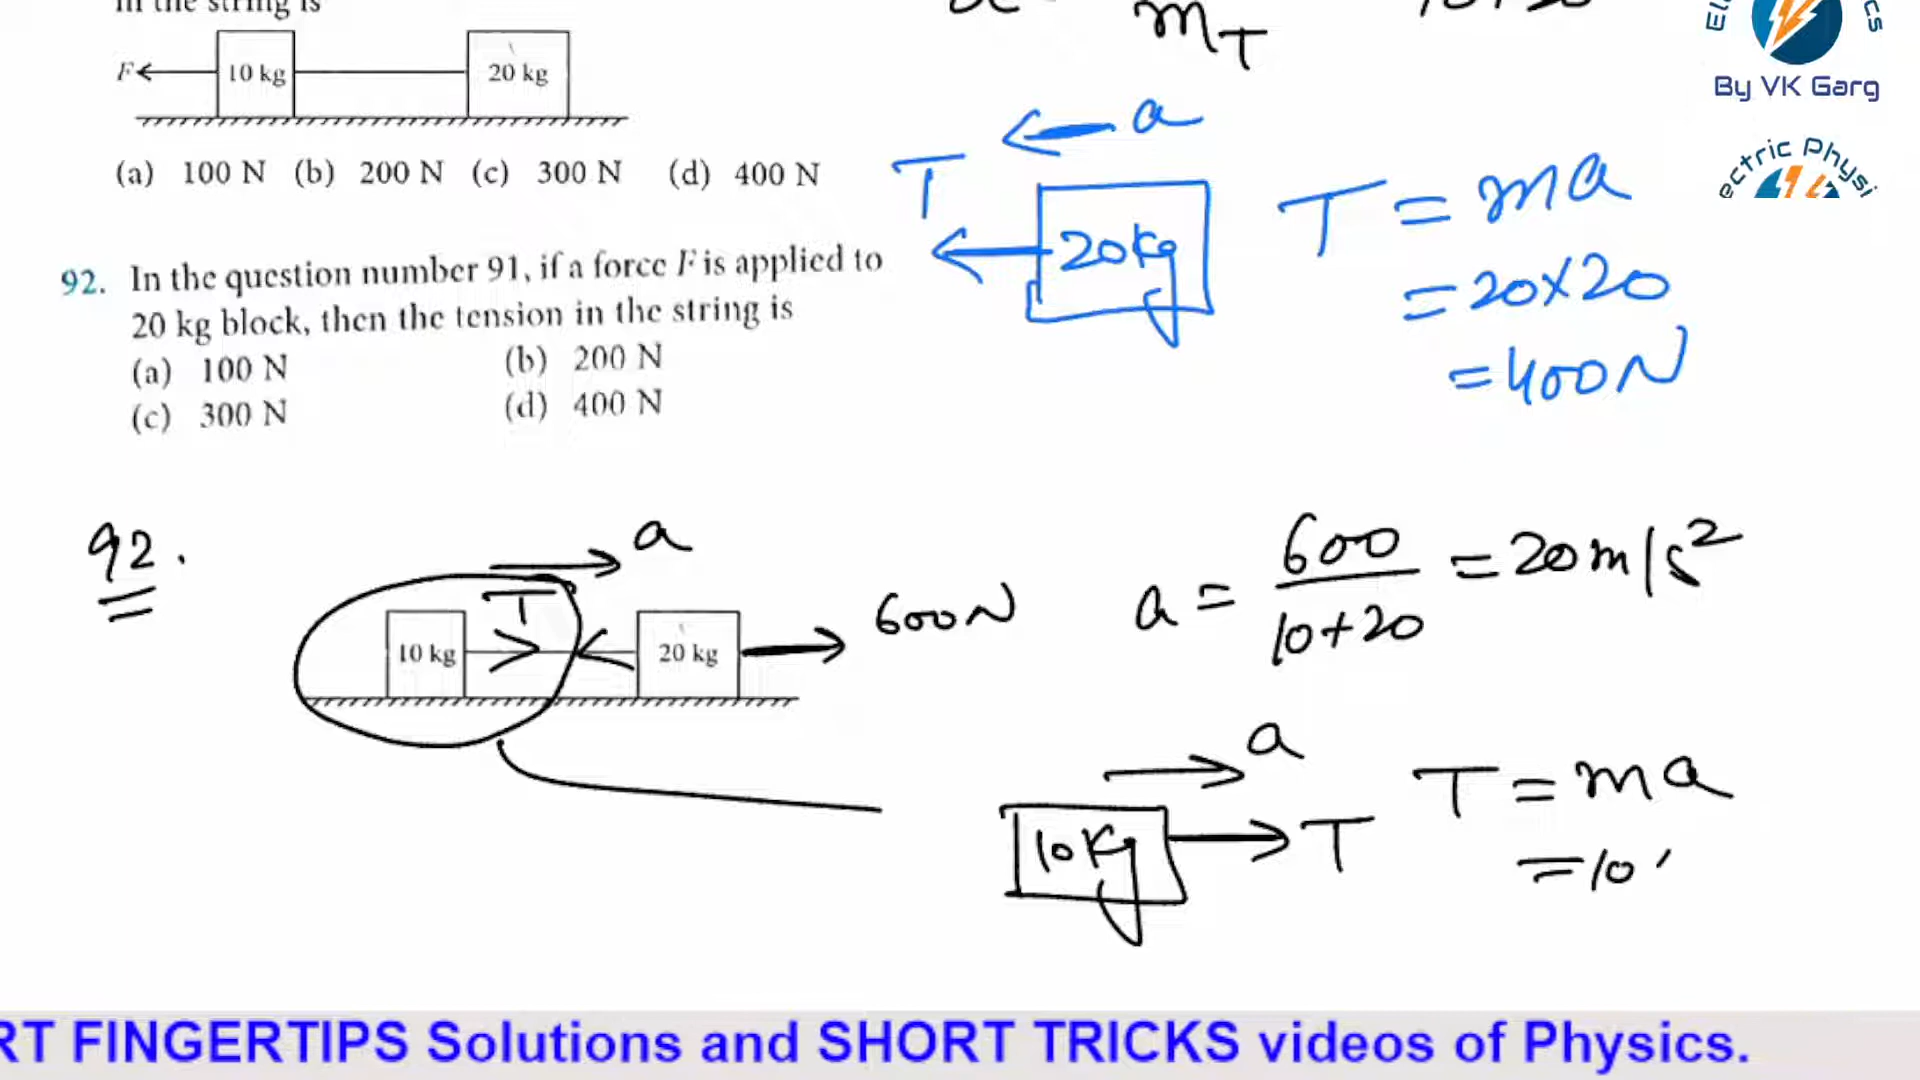 in the string is
m_T
F 10 kg 20 kg
By VK Garg
ectric Physi
(a) 100 N (b) 200 N (c) 300 N (d) 400 N
a
T
20kg
T = ma
= 20×20
= 400N
92. In the question number 91, if a force F is applied to
20 kg block, then the tension in the string is
(a) 100 N (b) 200 N
(c) 300 N (d) 400 N
92.
a
T
10 kg 20 kg
600N
a = 600/10+20 = 20m/s²
a
10Kg
T
T = ma
= 10
RT FINGERTIPS Solutions and SHORT TRICKS videos of Physics.